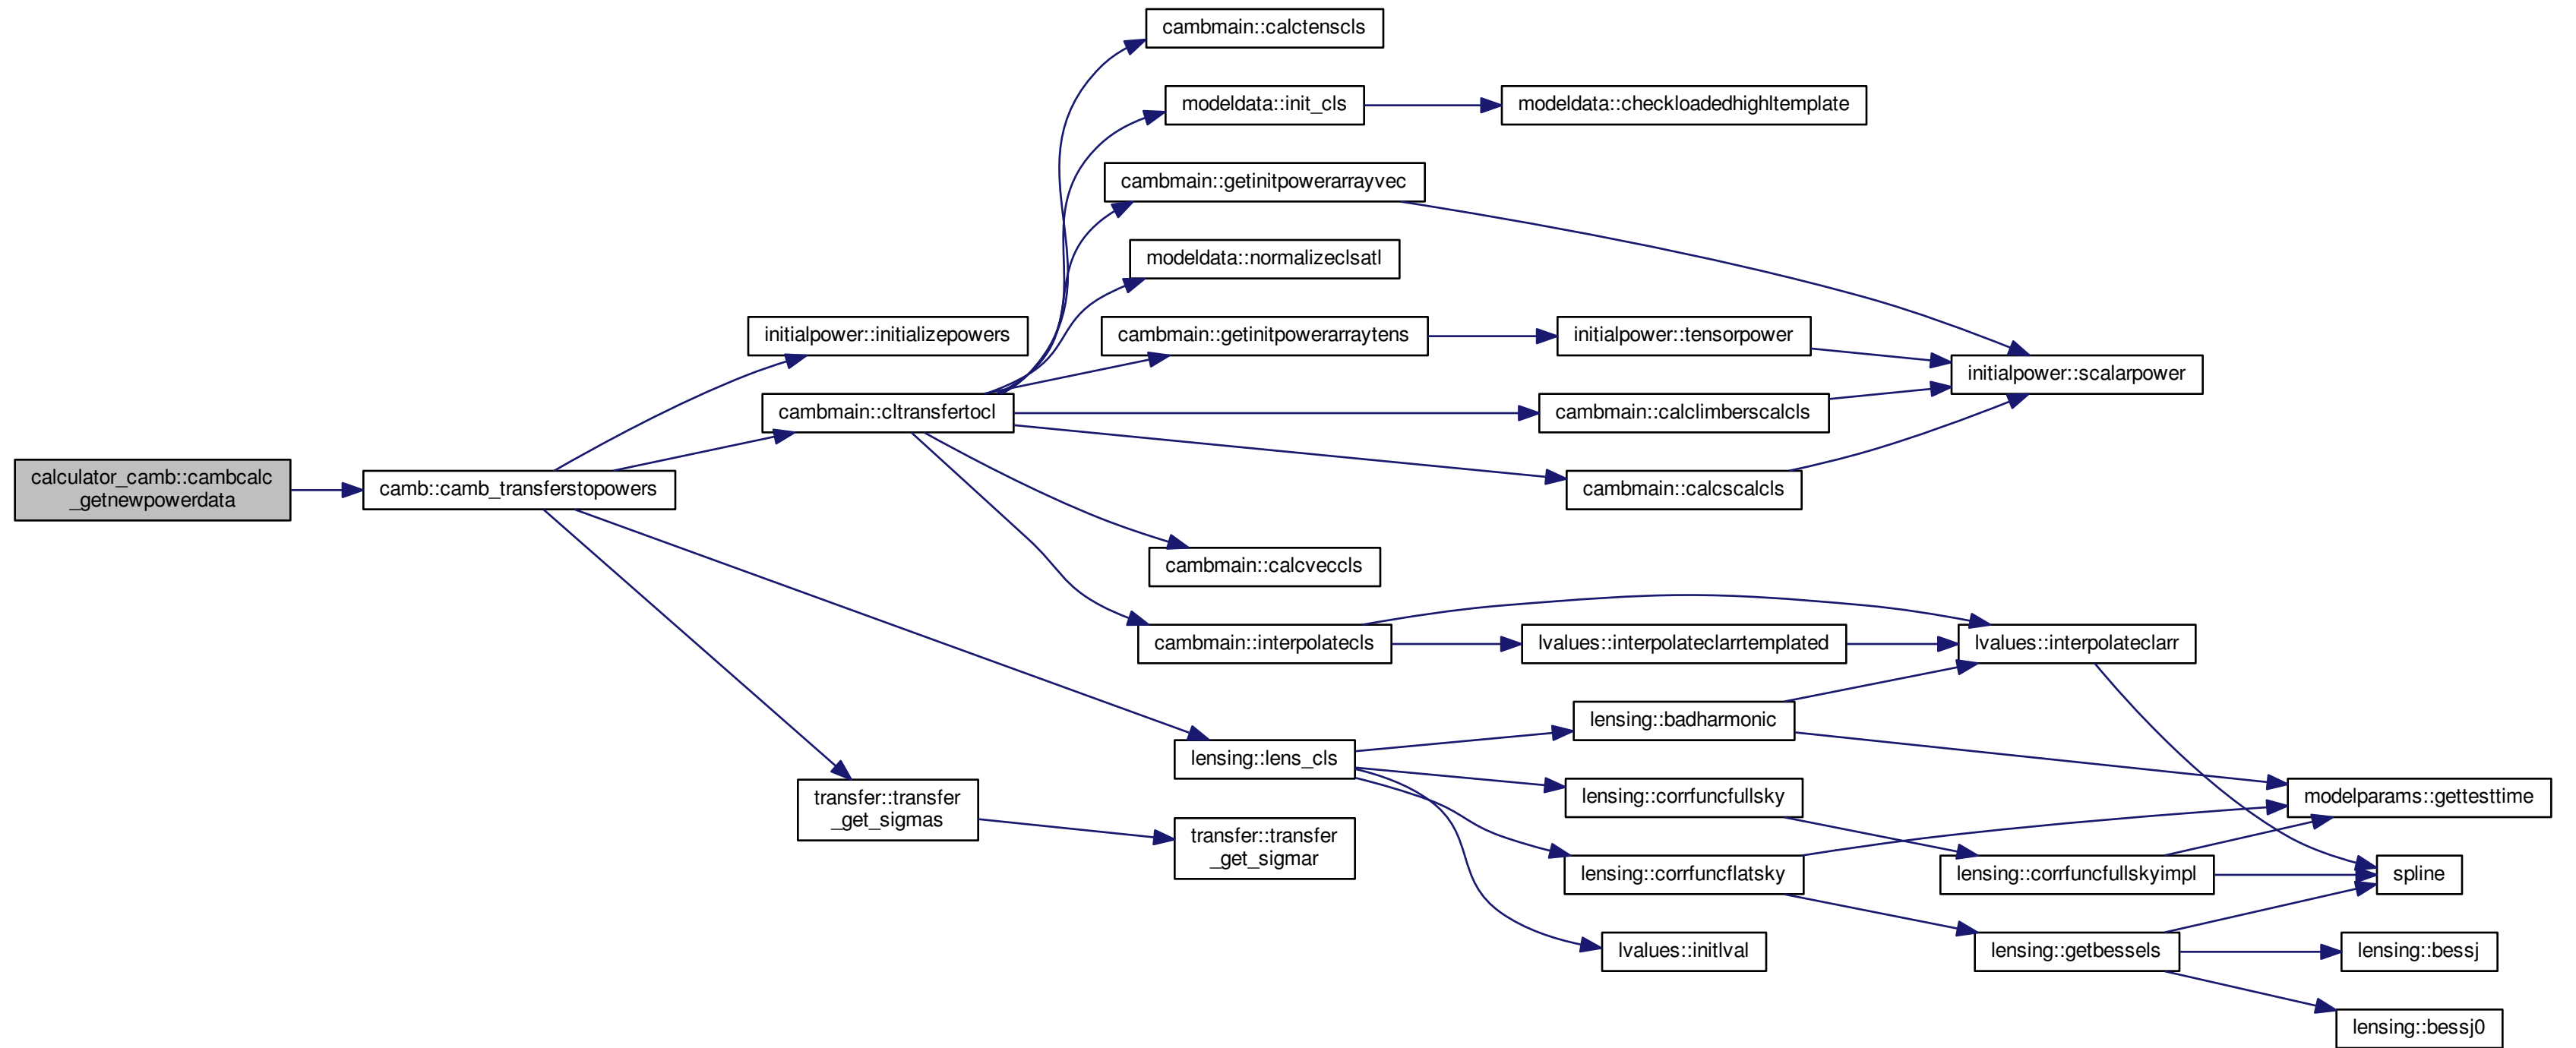 cambmain::calctenscls
modeldata::init_cls
modeldata::checkloadedhighltemplate
cambmain::getinitpowerarrayvec
modeldata::normalizeclsatl
initialpower::initializepowers
cambmain::getinitpowerarraytens
initialpower::tensorpower
initialpower::scalarpower
cambmain::cltransfertocl
cambmain::calclimberscalcls
calculator_camb::cambcalc
_getnewpowerdata
camb::camb_transferstopowers
cambmain::calcscalcls
cambmain::calcveccls
cambmain::interpolatecls
lvalues::interpolateclarrtemplated
lvalues::interpolateclarr
lensing::badharmonic
lensing::lens_cls
transfer::transfer
_get_sigmas
lensing::corrfuncfullsky
modelparams::gettesttime
transfer::transfer
_get_sigmar
lensing::corrfuncflatsky
lensing::corrfuncfullskyimpl
spline
lvalues::initlval
lensing::getbessels
lensing::bessj
lensing::bessj0